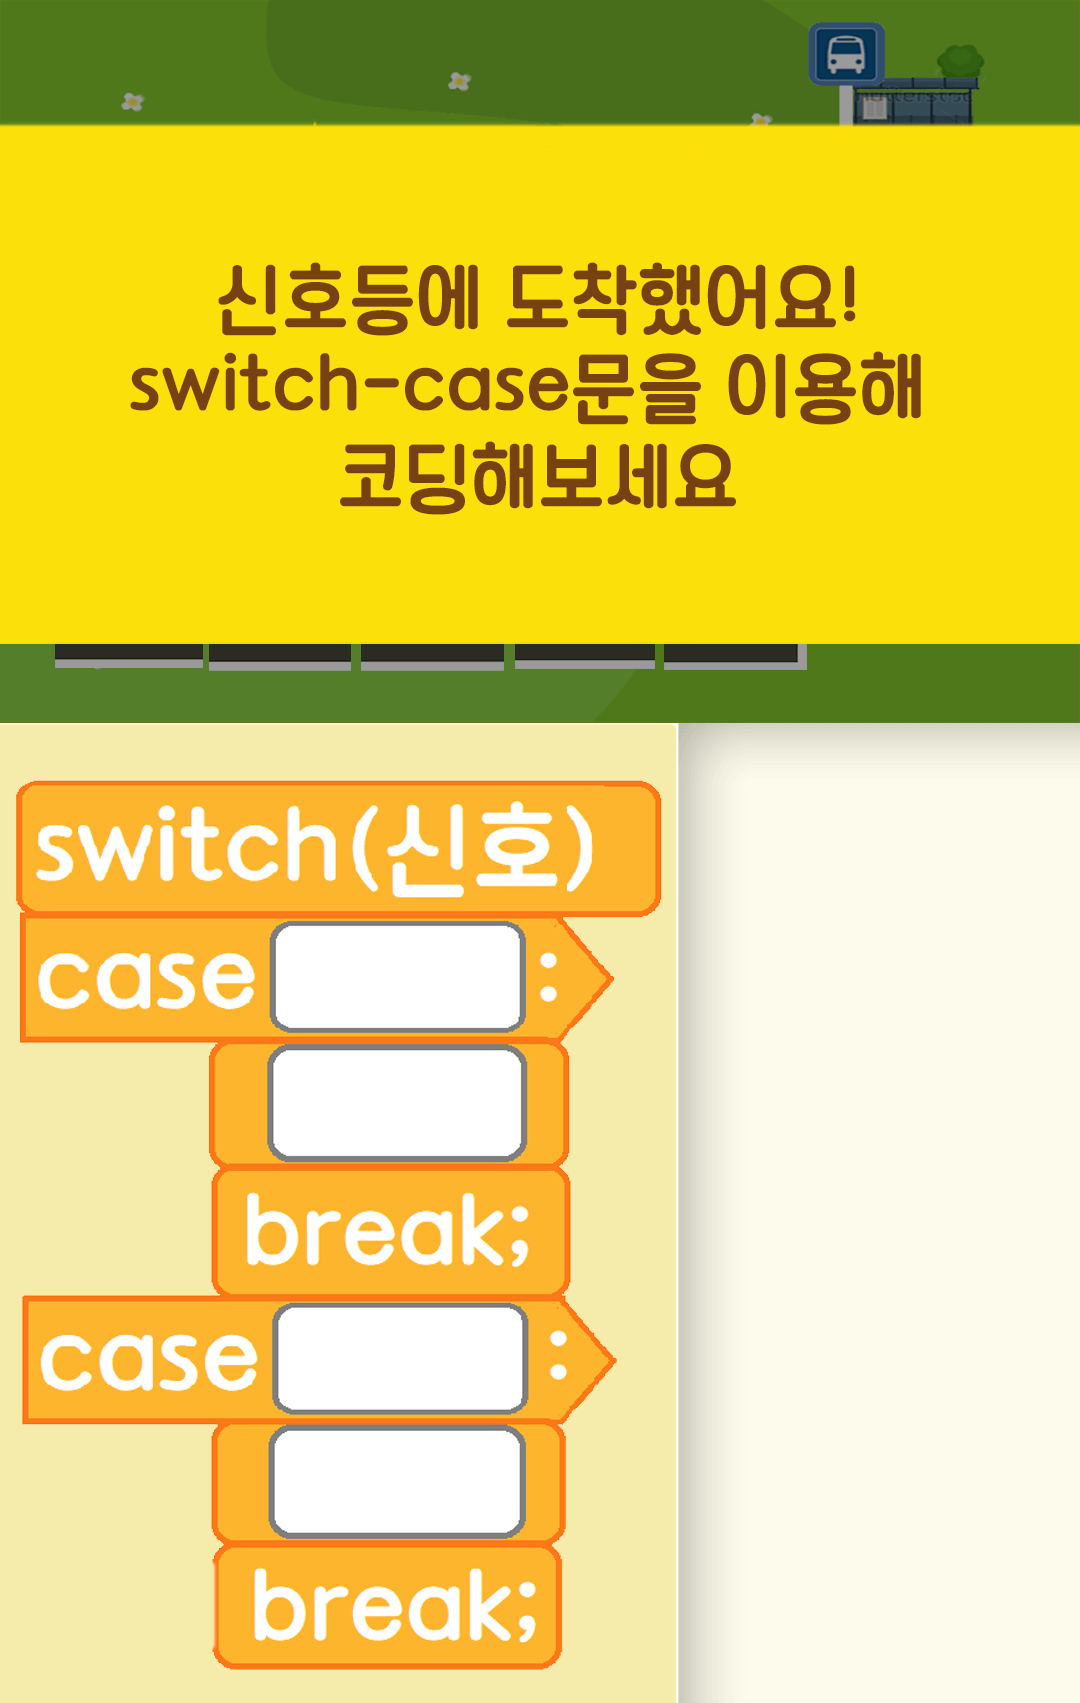 신호등에 도착했어요!
switch-case문을 이용해
코딩해보세요
switch(신호)
case :
break;
case :
break;